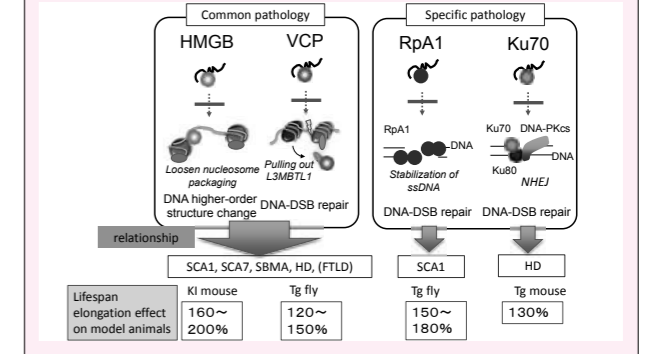 Common pathology
Specific pathology
HMGB
VCP
RpA1
Ku70
Loosen nucleosome
packaging
DNA higher-order
structure change
Pulling out
L3MBTL1
DNA-DSB repair
RpA1
DNA
Stabilization of
ssDNA
DNA-DSB repair
Ku70
DNA-PKcs
DNA
Ku80
NHEJ
DNA-DSB repair
relationship
SCA1, SCA7, SBMA, HD, (FTLD)
SCA1
HD
Lifespan
elongation effect
on model animals
KI mouse
160～
200%
Tg fly
120～
150%
Tg fly
150～
180%
Tg mouse
130%